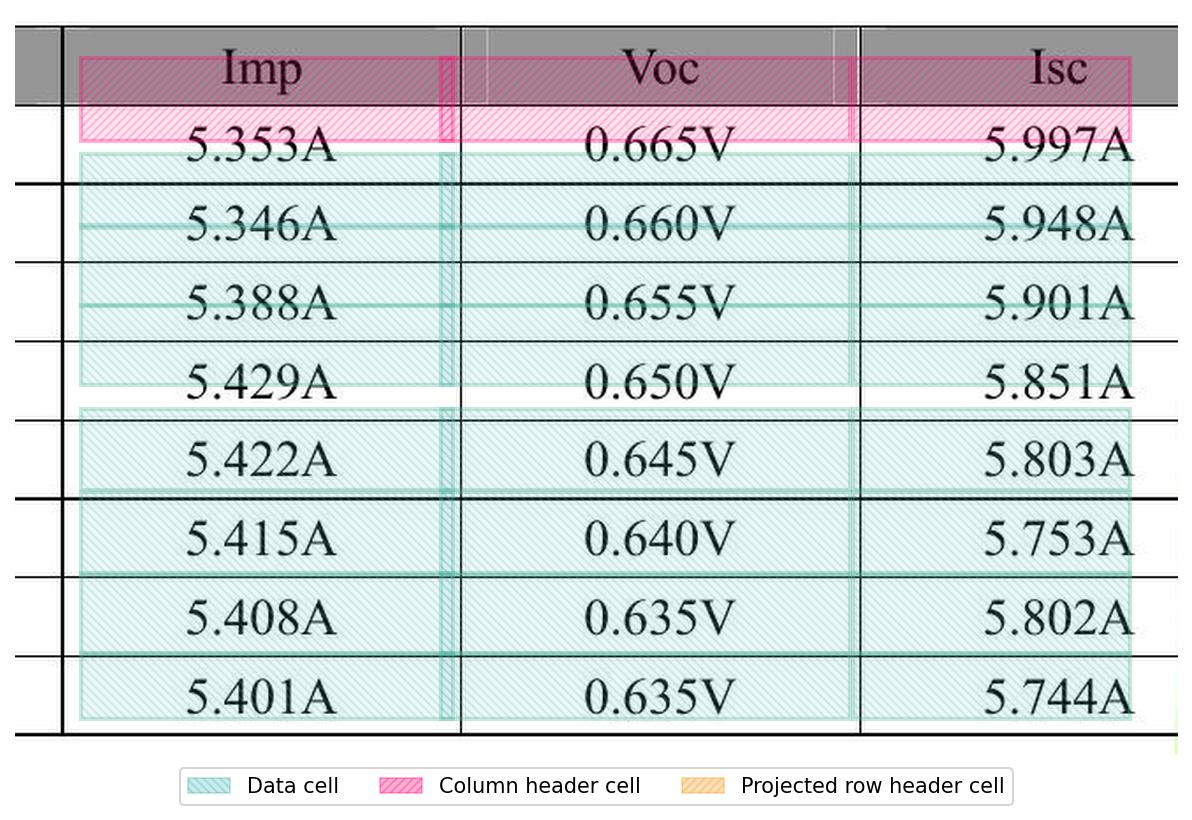 Imp Voc Isc
5.353A 0.665V 5.997A
5.346A 0.660V 5.948A
5.388A 0.655V 5.901A
5.429A 0.650V 5.851A
5.422A 0.645V 5.803A
5.415A 0.640V 5.753A
5.408A 0.635V 5.802A
5.401A 0.635V 5.744A
Data cell Column header cell Projected row header cell